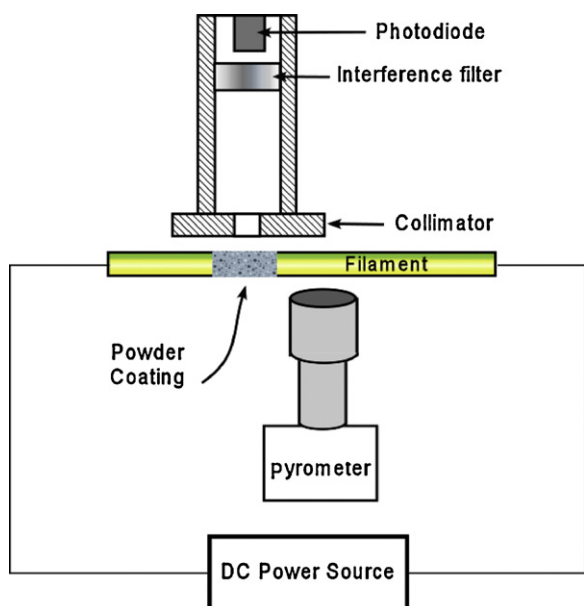 Photodiode
Interference filter
Collimator
Filament
Powder
Coating
pyrometer
DC Power Source